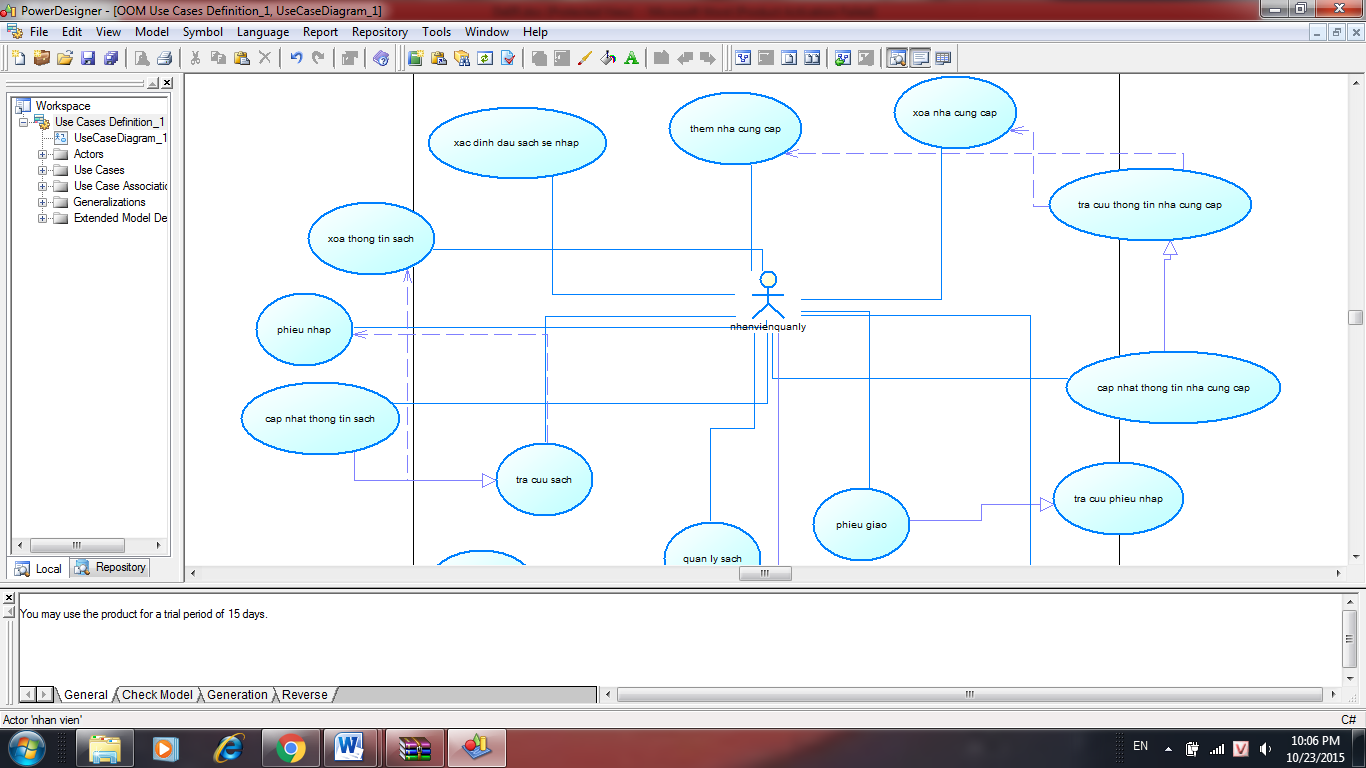 PowerDesigner - [OOM Use Cases Definition_1, UseCaseDiagram_1]
File Edit View Model Symbol Language Report Repository Tools Window Help
Workspace
Use Cases Definition_1
UseCaseDiagram_1
Actors
Use Cases
Use Case Associatio
Generalizations
Extended Model De
Local Repository
xoa nha cung cap
them nha cung cap
xac dinh dau sach se nhap
tra cuu thong tin nha cung cap
xoa thong tin sach
nhanvienquanly
phieu nhap
cap nhat thong tin nha cung cap
cap nhat thong tin sach
tra cuu sach
tra cuu phieu nhap
phieu giao
quan ly sach
You may use the product for a trial period of 15 days.
General Check Model Generation Reverse
Actor 'nhan vien'
C#
EN
10:06 PM
10/23/2015